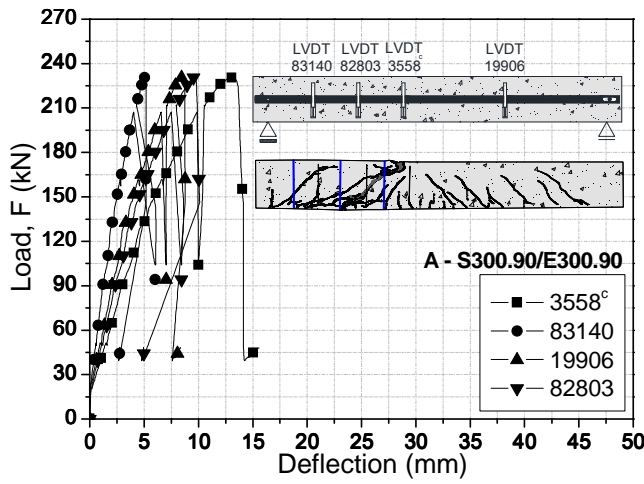 270
240
210
180
150
120
90
60
30
0
Load, F (kN)
0 5 10 15 20 25 30 35 40 45 50
Deflection (mm)
LVDT LVDT LVDT LVDT
83140 82803 3558c 19906
A - S300.90/E300.90
3558c
83140
19906
82803